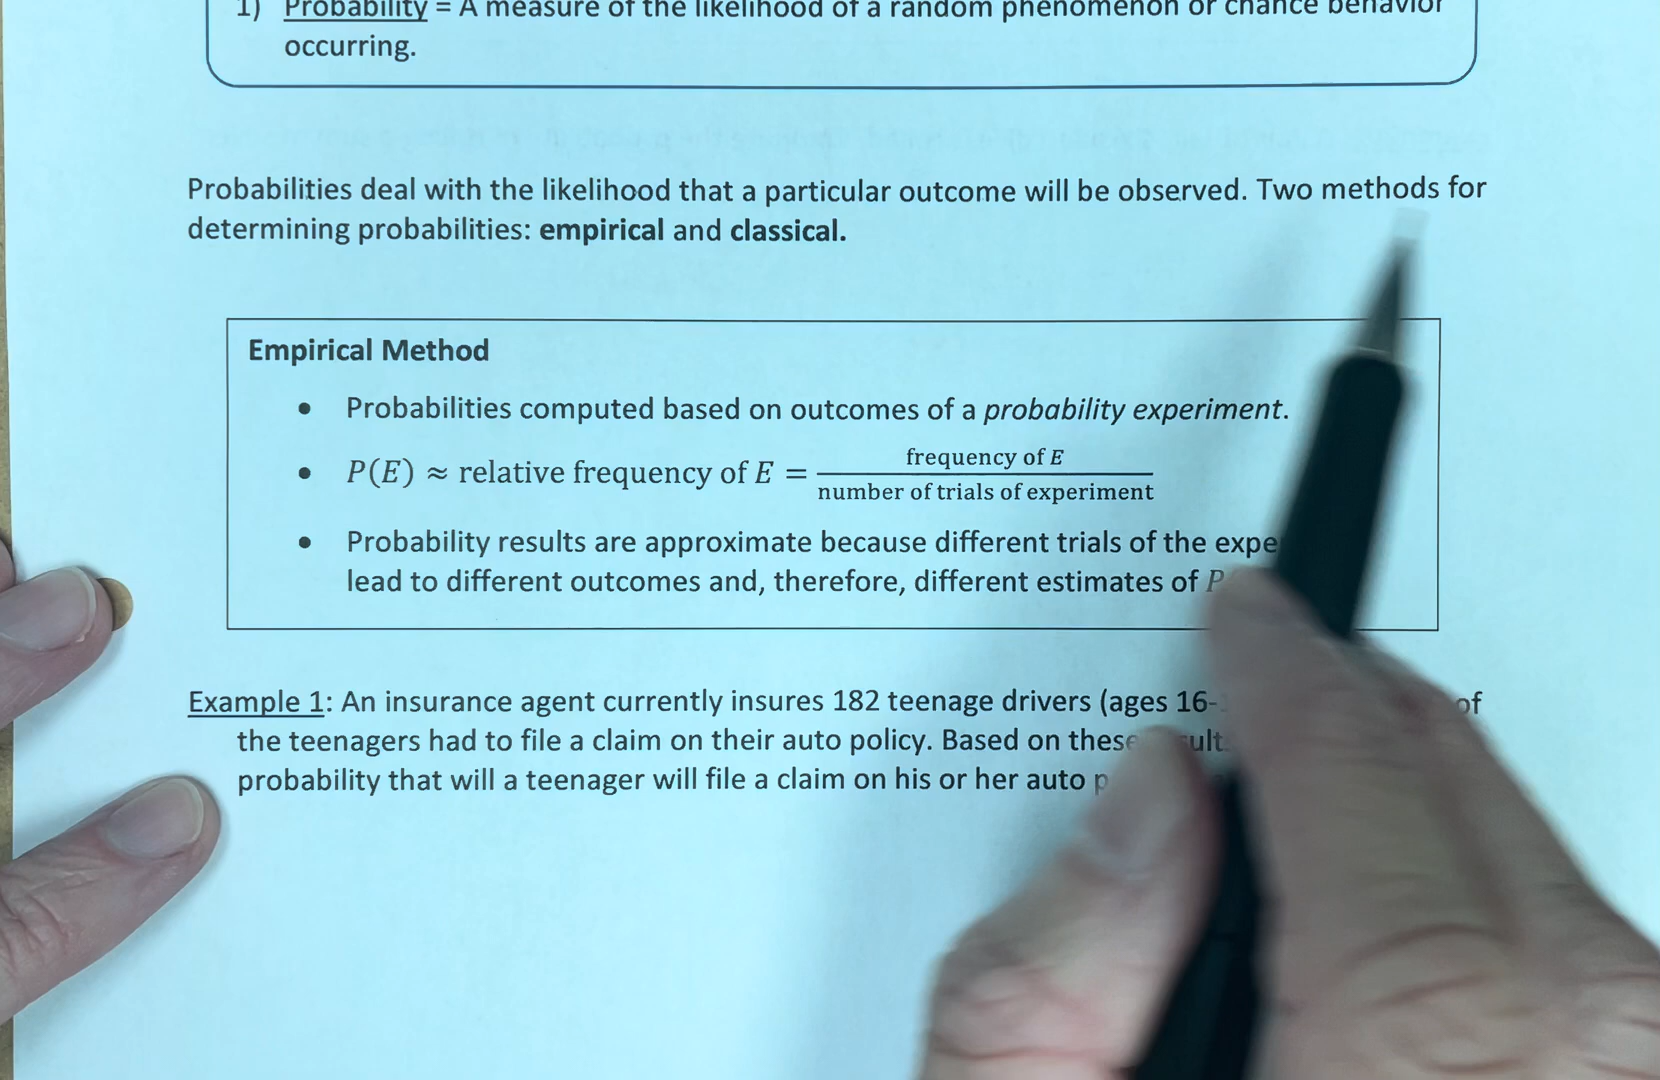 1) Probability = A measure of the likelihood of a random phenomenon or chance behavior
occurring.
Probabilities deal with the likelihood that a particular outcome will be observed. Two methods for
determining probabilities: empirical and classical.
Empirical Method
• Probabilities computed based on outcomes of a probability experiment.
• P(E) ≈ relative frequency of E = frequency of E / number of trials of experiment
• Probability results are approximate because different trials of the
lead to different outcomes and, therefore, different estimates of P
Example 1: An insurance agent currently insures 182 teenage drivers (ages 16- of
the teenagers had to file a claim on their auto policy. Based on these
probability that will a teenager will file a claim on his or her auto